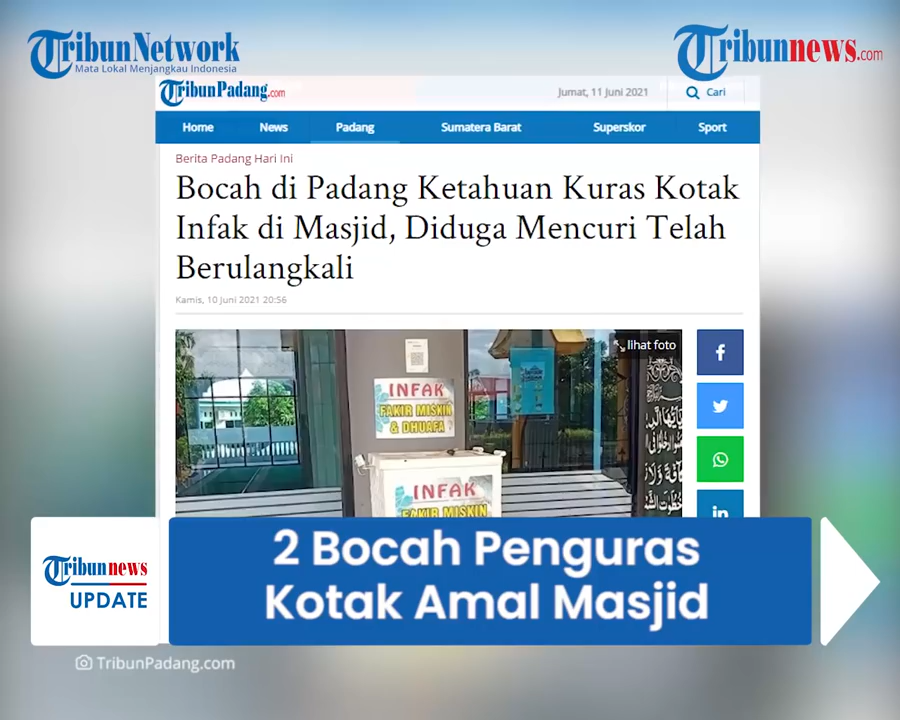 TribunNetwork
Mata Lokal Menjangkau Indonesia
Tribunnews.com
TribunPadang.com
Jumat, 11 Juni 2021
Cari
Home News Padang Sumatera Barat Superskor Sport
Berita Padang Hari Ini
Bocah di Padang Ketahuan Kuras Kotak
Infak di Masjid, Diduga Mencuri Telah
Berulangkali
Kamis, 10 Juni 2021 20:56
lihat foto
INFAK
FAKIR MISKIN
& DHUAFA
INFAK
FAKIR MISKIN
Tribunnews
UPDATE
2 Bocah Penguras
Kotak Amal Masjid
TribunPadang.com